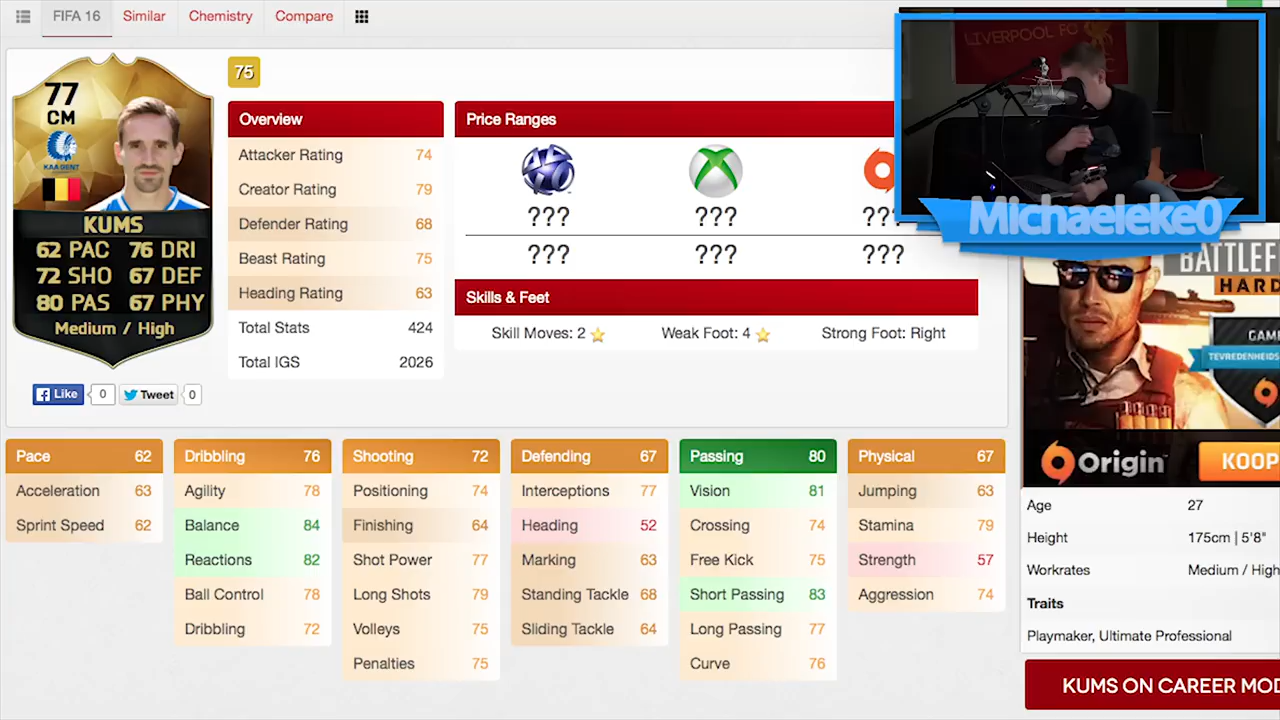 FIFA 16 Similar Chemistry Compare
LIVERPOOL FC
77
CM
KAA GENT
KUMS
62 PAC 76 DRI
72 SHO 67 DEF
80 PAS 67 PHY
Medium / High
Like 0 Tweet 0
75
Overview
Attacker Rating 74
Creator Rating 79
Defender Rating 68
Beast Rating 75
Heading Rating 63
Total Stats 424
Total IGS 2026
Price Ranges
??? ??? ???
??? ??? ???
Skills & Feet
Skill Moves: 2 Weak Foot: 4 Strong Foot: Right
Michaeleke0
BATTLEF
HARD
GAM
TEVREDENHEIDS
Origin
KOOP
Pace 62
Acceleration 63
Sprint Speed 62
Dribbling 76
Agility 78
Balance 84
Reactions 82
Ball Control 78
Dribbling 72
Shooting 72
Positioning 74
Finishing 64
Shot Power 77
Long Shots 79
Volleys 75
Penalties 75
Defending 67
Interceptions 77
Heading 52
Marking 63
Standing Tackle 68
Sliding Tackle 64
Passing 80
Vision 81
Crossing 74
Free Kick 75
Short Passing 83
Long Passing 77
Curve 76
Physical 67
Jumping 63
Stamina 79
Strength 57
Aggression 74
Age 27
Height 175cm | 5'8"
Workrates Medium / High
Traits
Playmaker, Ultimate Professional
KUMS ON CAREER MOD